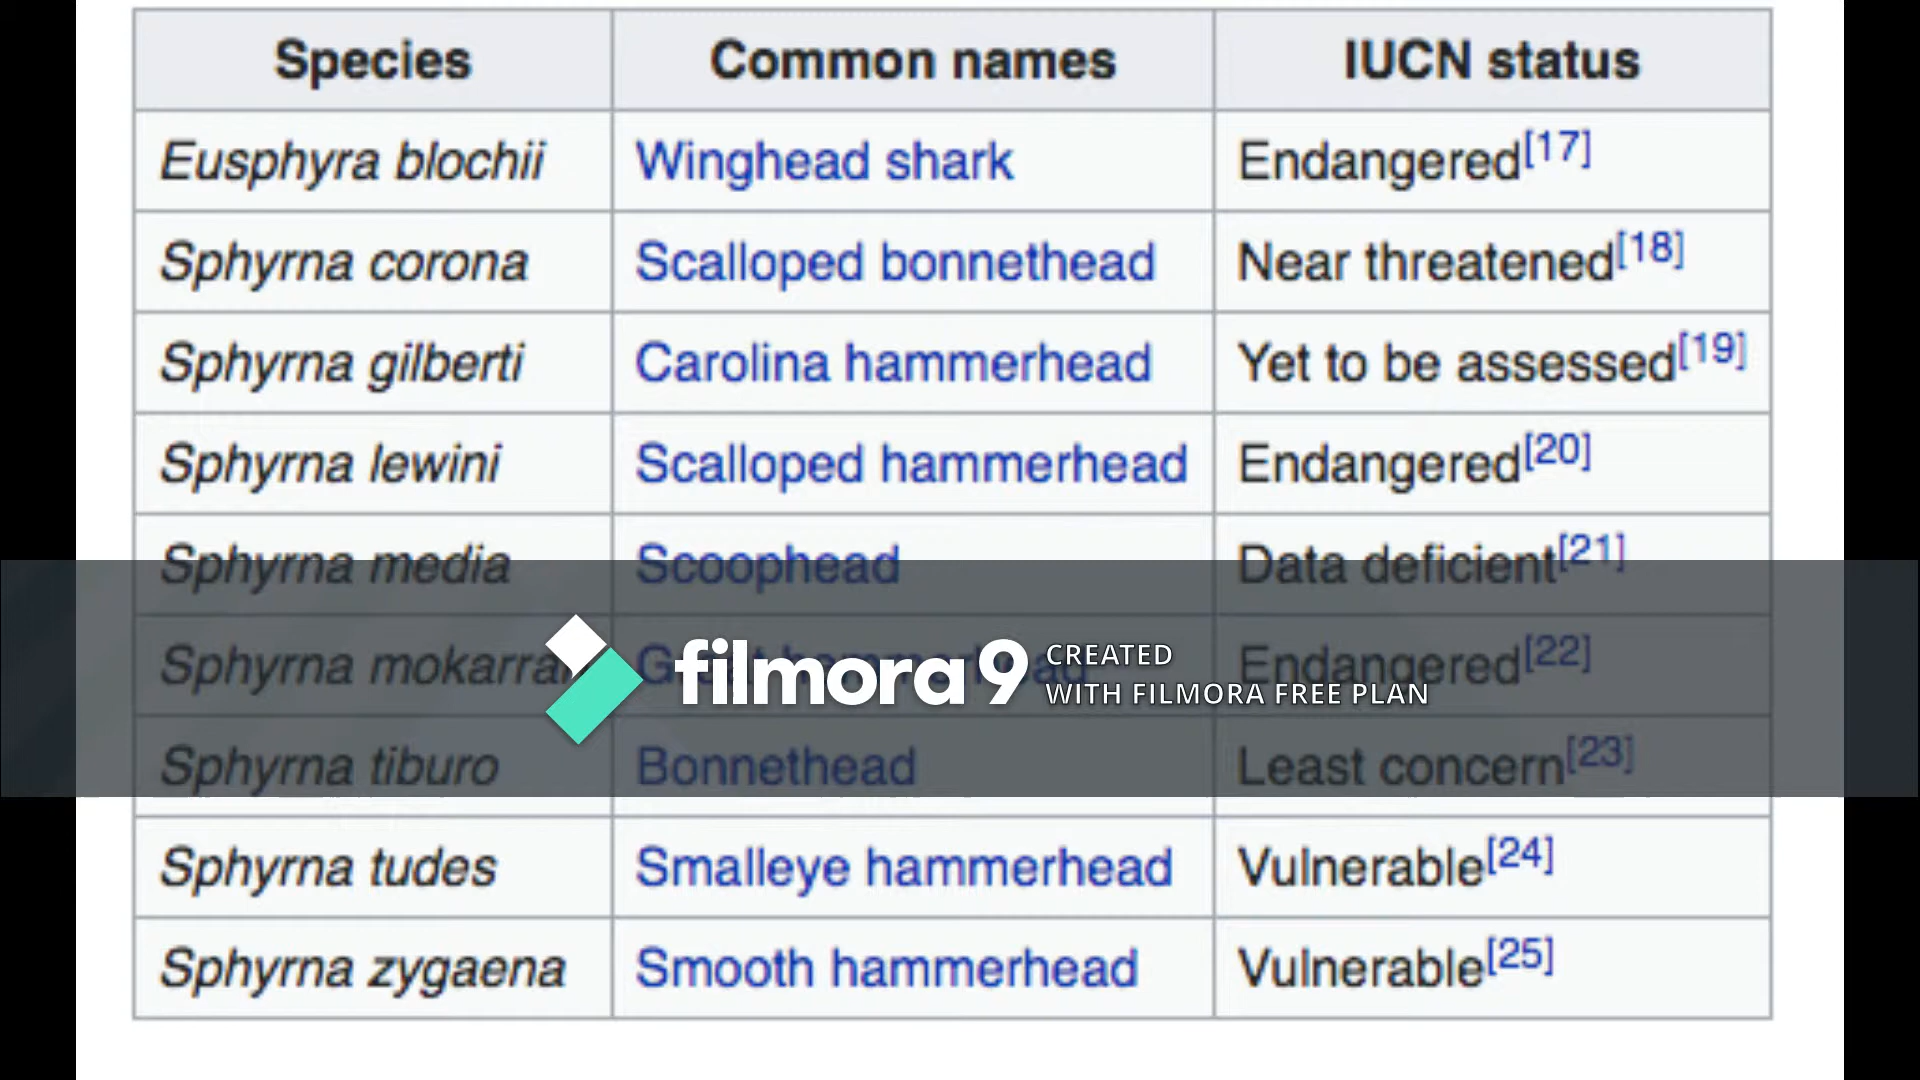 Species Common names IUCN status
Eusphyra blochii Winghead shark Endangered[17]
Sphyrna corona Scalloped bonnethead Near threatened[18]
Sphyrna gilberti Carolina hammerhead Yet to be assessed[19]
Sphyrna lewini Scalloped hammerhead Endangered[20]
Sphyrna media Scoophead Data deficient[21]
Sphyrna Endangered[22]
filmora9 CREATED
WITH FILMORA FREE PLAN
Sphyrna tiburo Bonnethead Least concern[23]
Sphyrna tudes Smalleye hammerhead Vulnerable[24]
Sphyrna zygaena Smooth hammerhead Vulnerable[25]